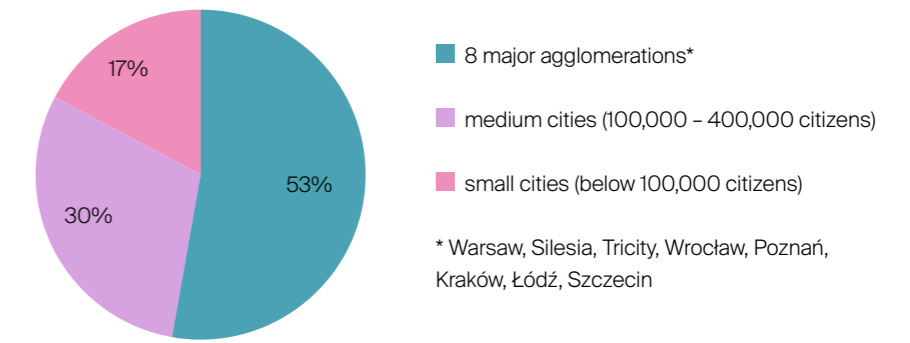 17%
53%
30%
8 major agglomerations*
medium cities (100,000 – 400,000 citizens)
small cities (below 100,000 citizens)
* Warsaw, Silesia, Tricity, Wrocław, Poznań,
Kraków, Łódź, Szczecin